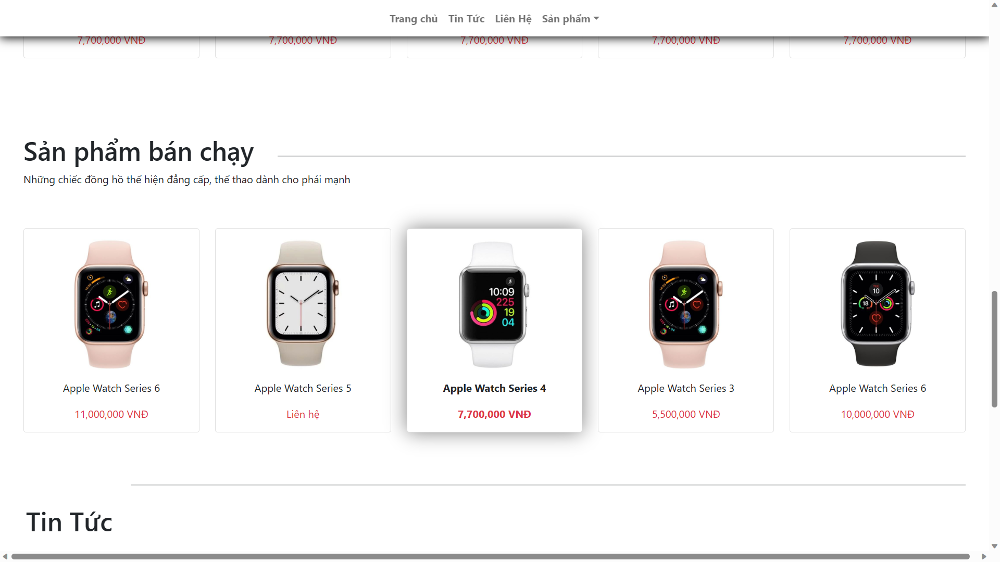 Trang chủ Tin Tức Liên Hệ Sản phẩm
7,700,000 VNĐ 7,700,000 VNĐ 7,700,000 VNĐ 7,700,000 VNĐ 7,700,000 VNĐ
Sản phẩm bán chạy
Những chiếc đồng hồ thể hiện đẳng cấp, thể thao dành cho phái mạnh
10:09
225
19
04
TUE
10
18
Apple Watch Series 6 Apple Watch Series 5 Apple Watch Series 4 Apple Watch Series 3 Apple Watch Series 6
11,000,000 VNĐ Liên hệ 7,700,000 VNĐ 5,500,000 VNĐ 10,000,000 VNĐ
Tin Tức